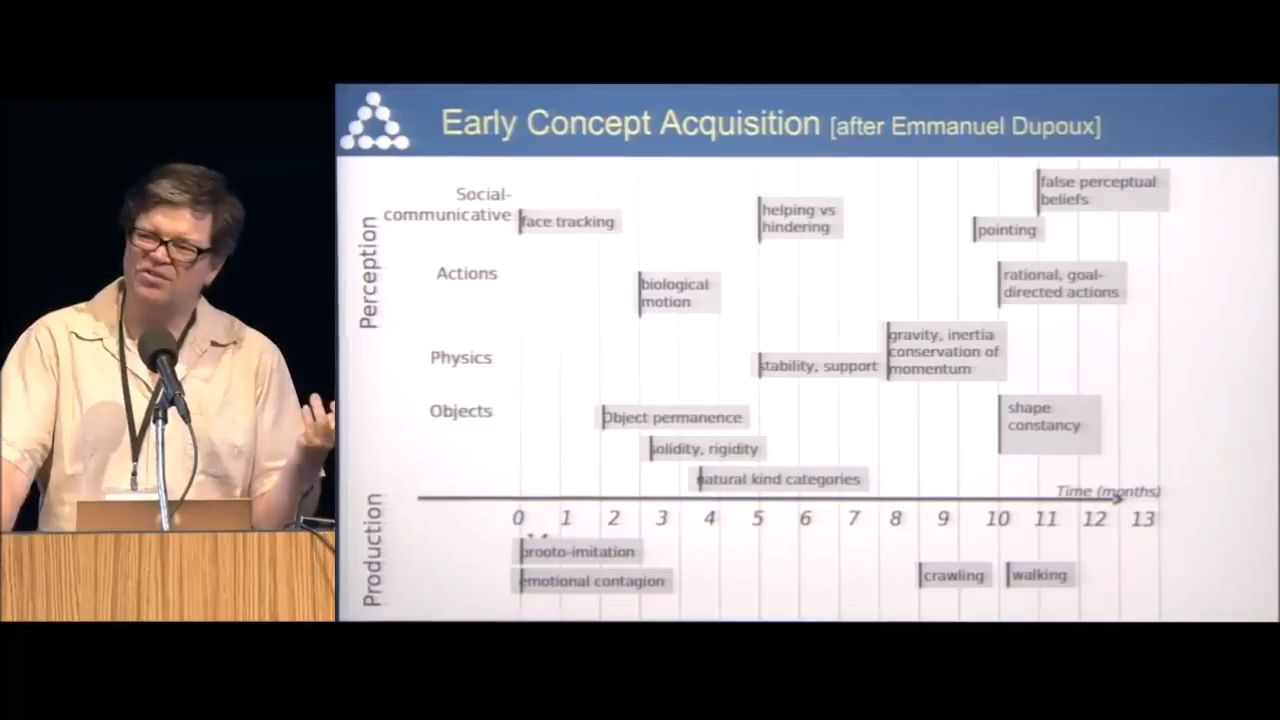 Early Concept Acquisition [after Emmanuel Dupoux]
Perception
Social-
communicative
face tracking
helping vs
hindering
false perceptual
beliefs
pointing
Actions
biological
motion
rational, goal-
directed actions
Physics
stability, support
gravity, inertia
conservation of
momentum
Objects
Object permanence
solidity, rigidity
natural kind categories
shape
constancy
Time (months)
0 1 2 3 4 5 6 7 8 9 10 11 12 13
Production
prooto-imitation
emotional contagion
crawling
walking